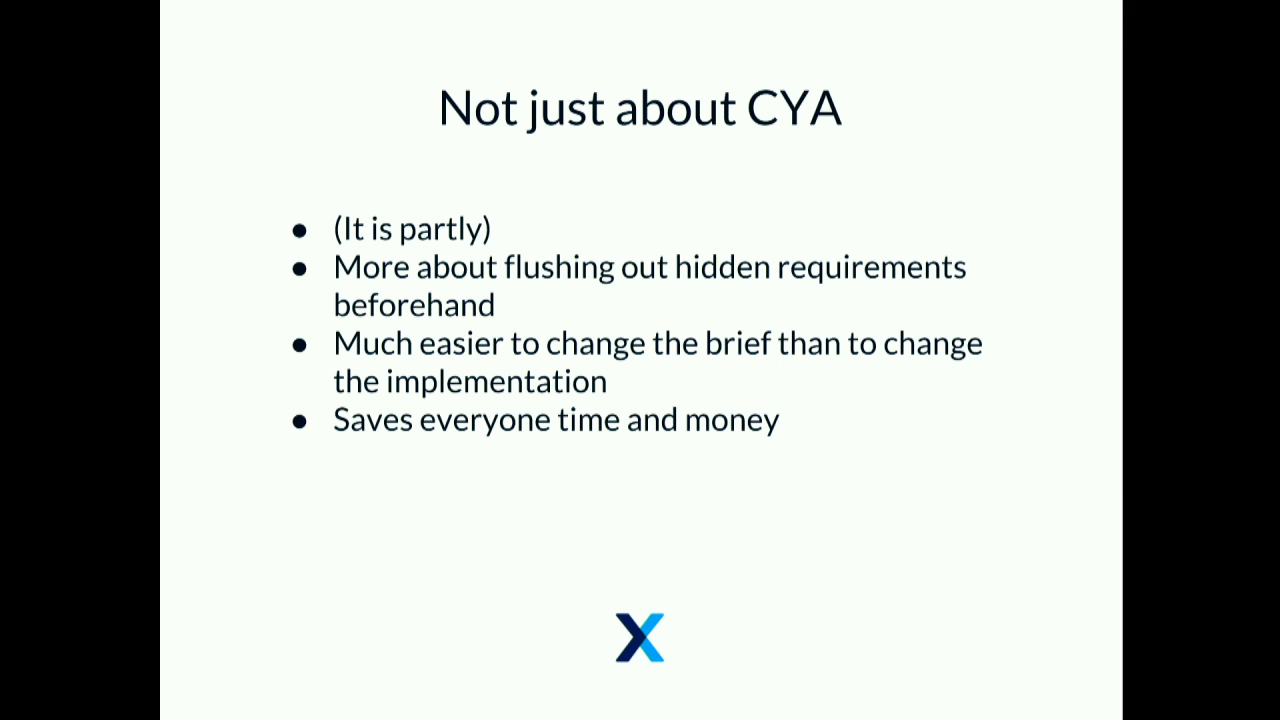 Not just about CYA
● (It is partly)
● More about flushing out hidden requirements
beforehand
● Much easier to change the brief than to change
the implementation
● Saves everyone time and money